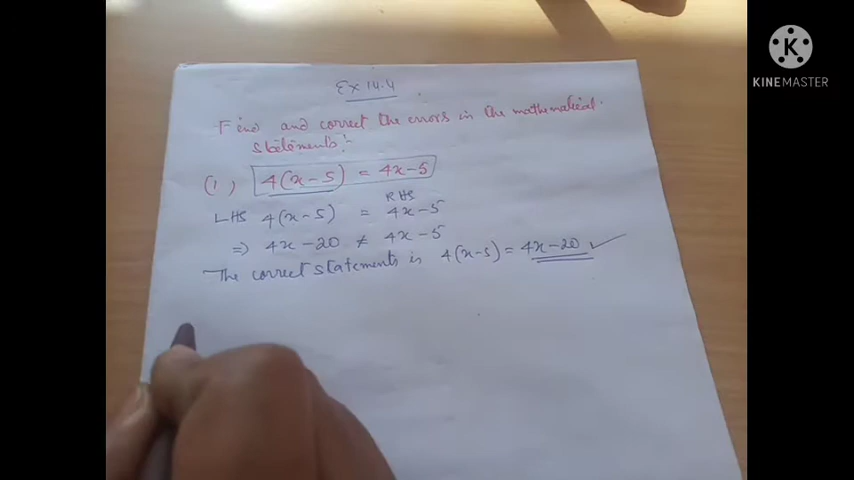 Ex 14.4
Find and correct the errors in the mathematical
statements:-
(1) 4(x-5) = 4x-5
RHS
LHS 4(x-5) = 4x-5
⇒ 4x-20 ≠ 4x-5
The correct statements is 4(x-5) = 4x-20 ✓
K
KINEMASTER